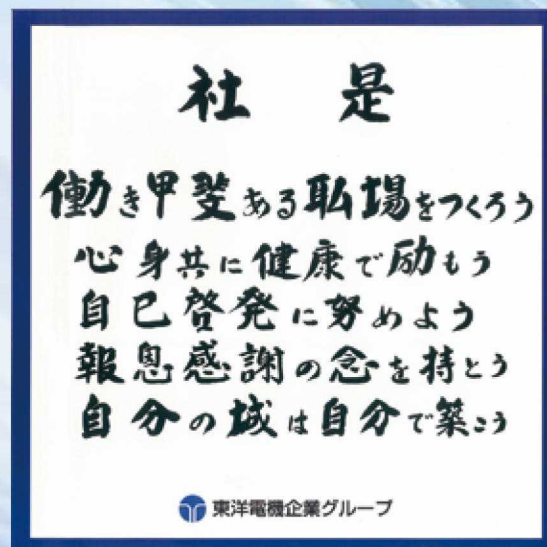 社 是
働き甲斐ある耺場をつくろう
心身共に健康で励もう
自己啓発に努めよう
報恩感謝の念を持とう
自分の城は自分で築こう
東洋電機企業グループ